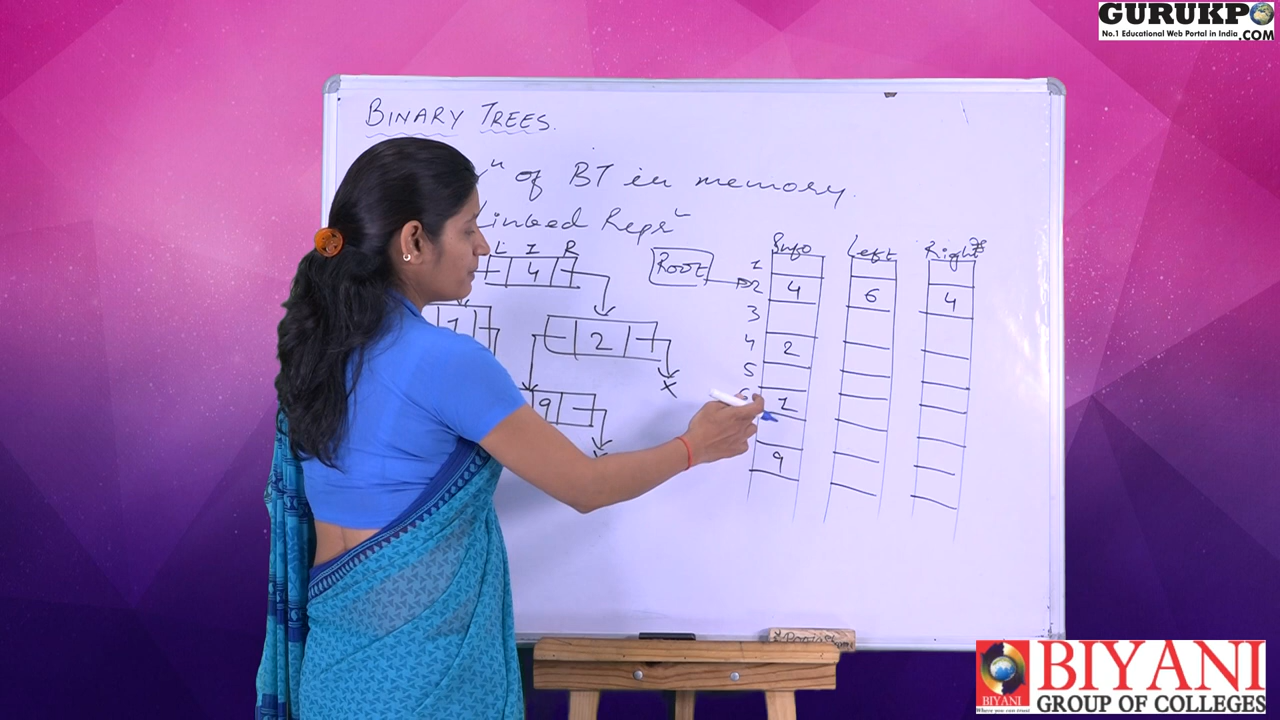 GURUKPO
No.1 Educational Web Portal in India
.COM
BINARY TREES.
of BT in memory.
Linked
L I R
4
1
2
X
9
ROOT
Info Left Right
1
2 4 6 4
3
4 2
5
6 1
9
BIYANI
BIYANI
GROUP OF COLLEGES